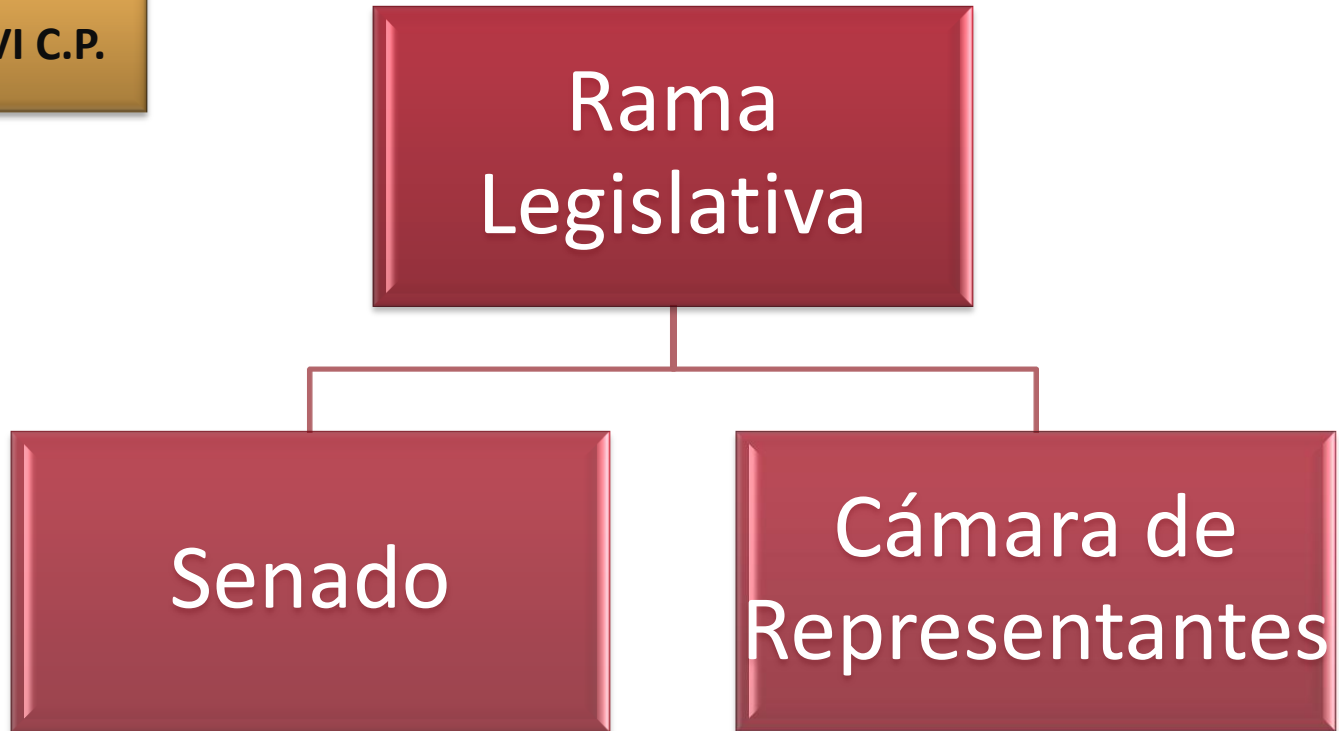 VI C.P.
Rama
Legislativa
Senado
Cámara de
Representantes